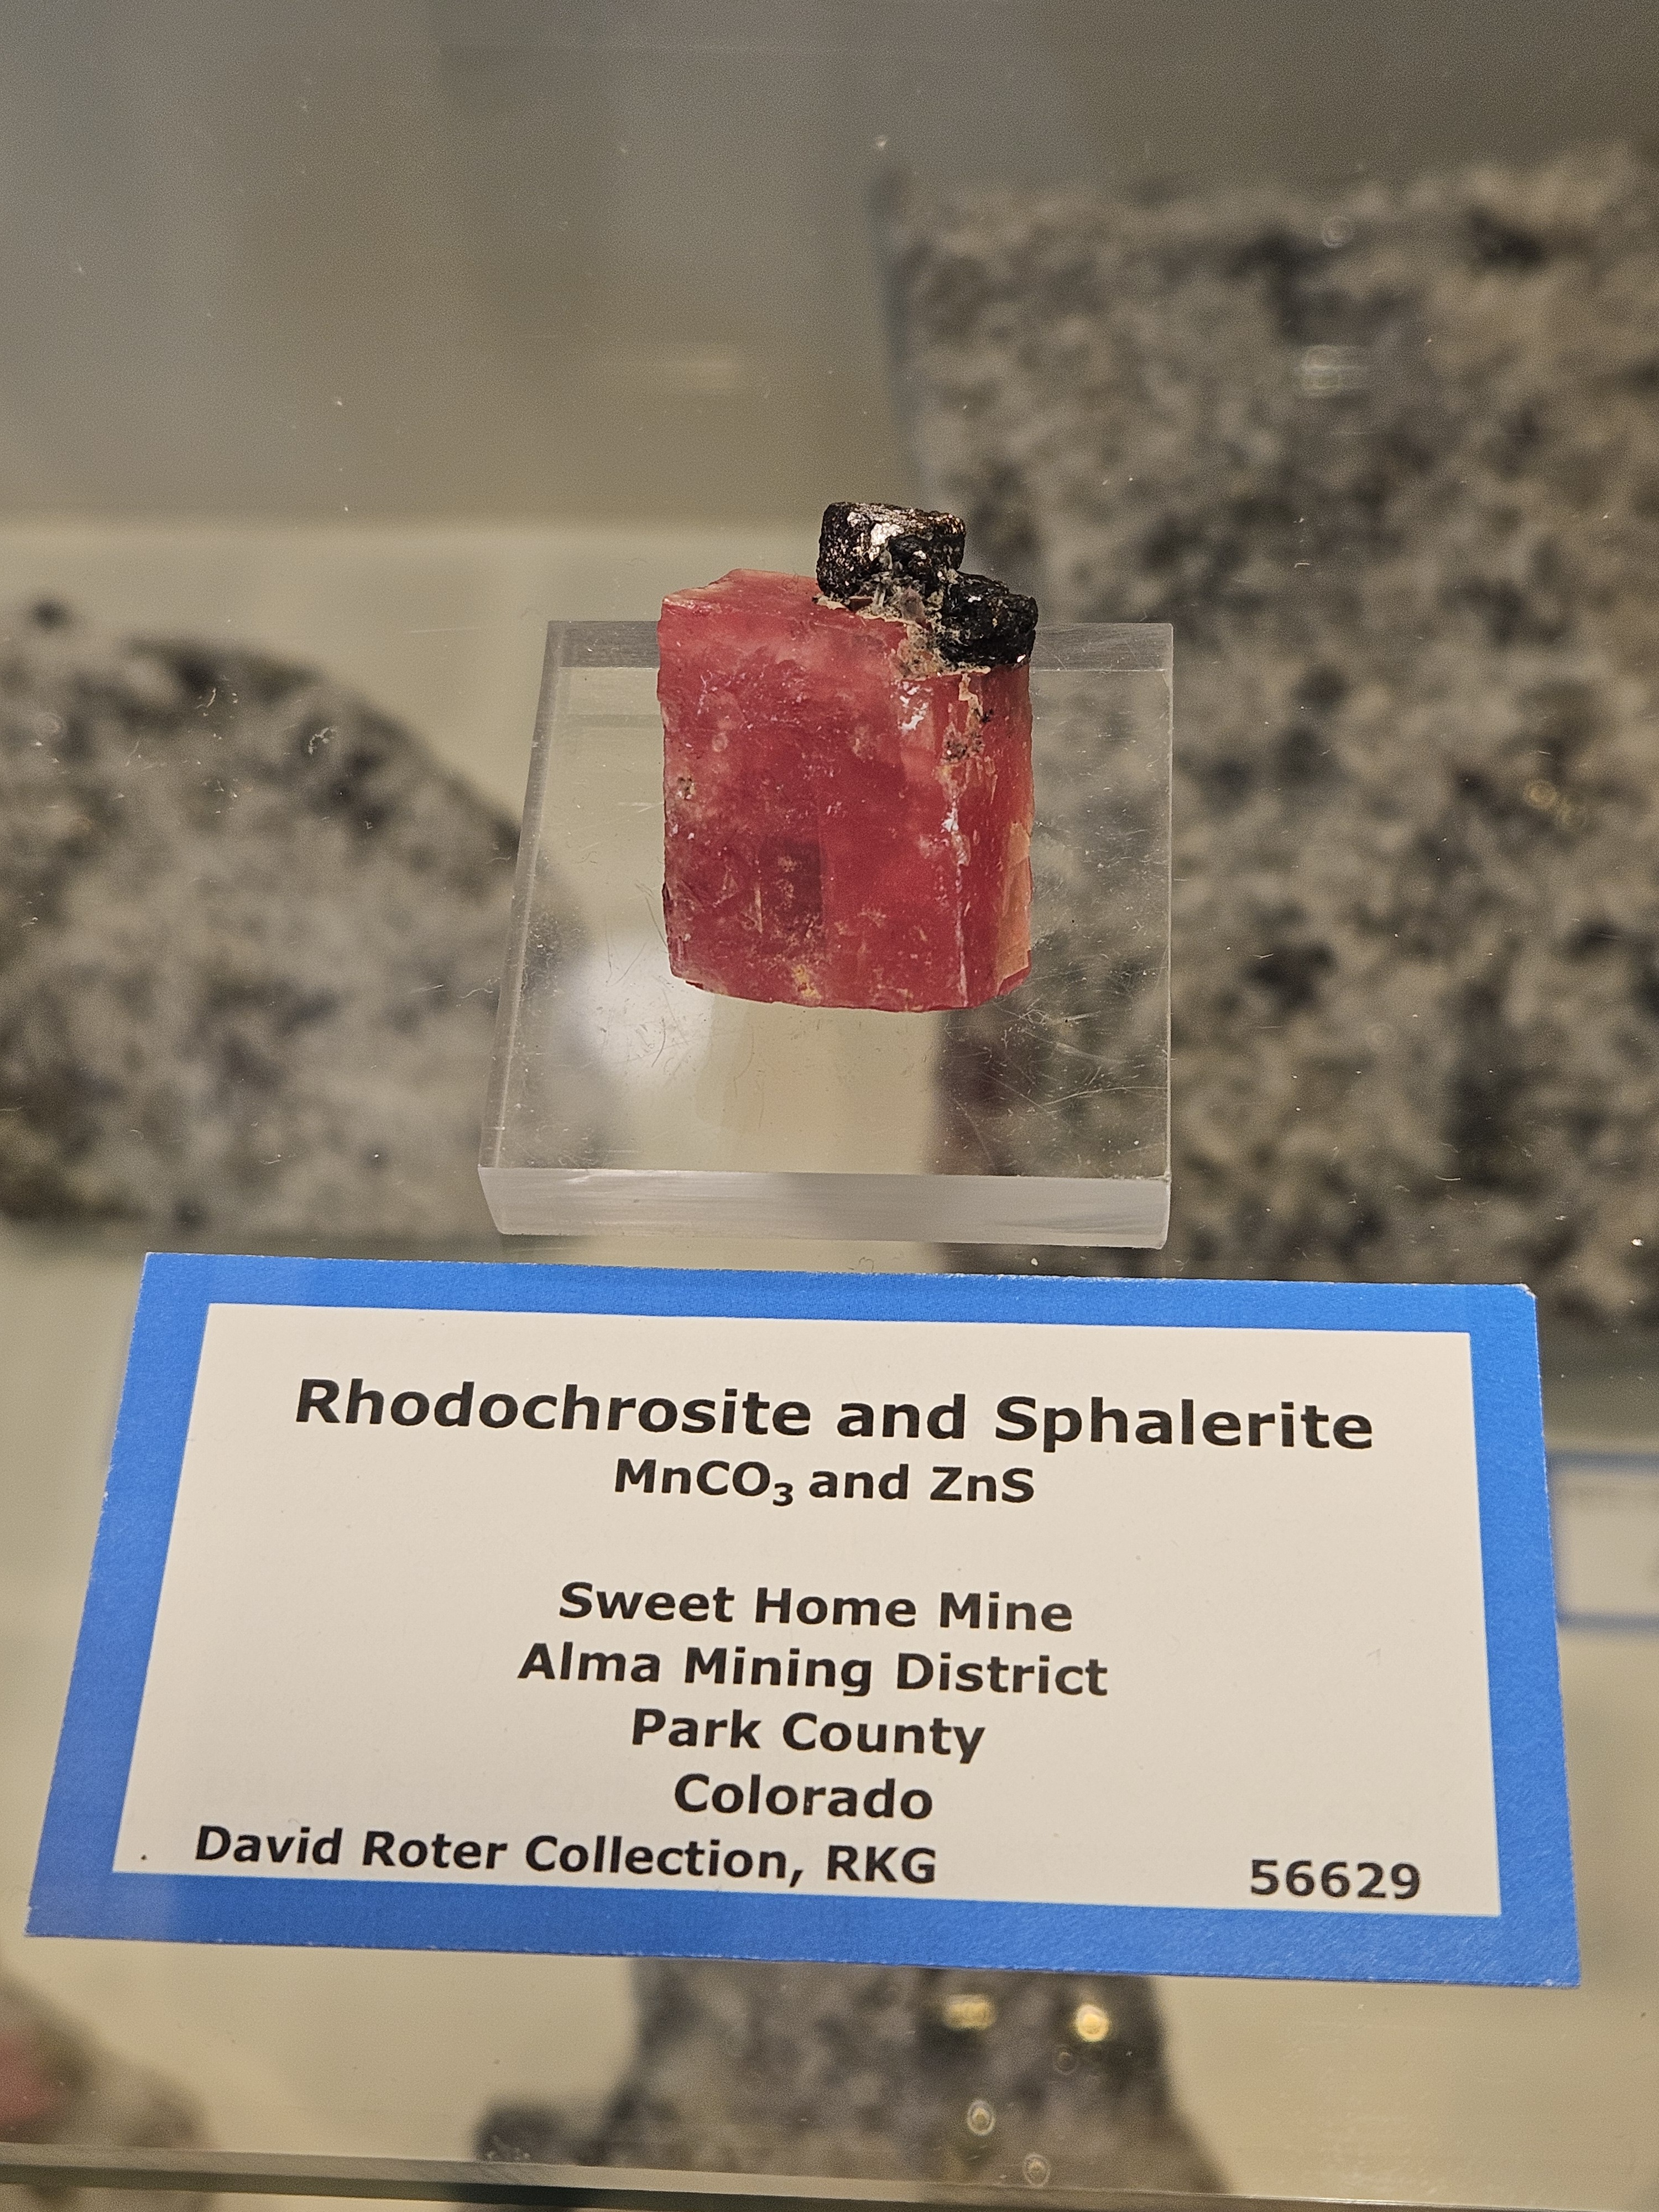 Rhodochrosite and Sphalerite
MnCO₃ and ZnS
Sweet Home Mine
Alma Mining District
Park County
Colorado
David Roter Collection, RKG 56629